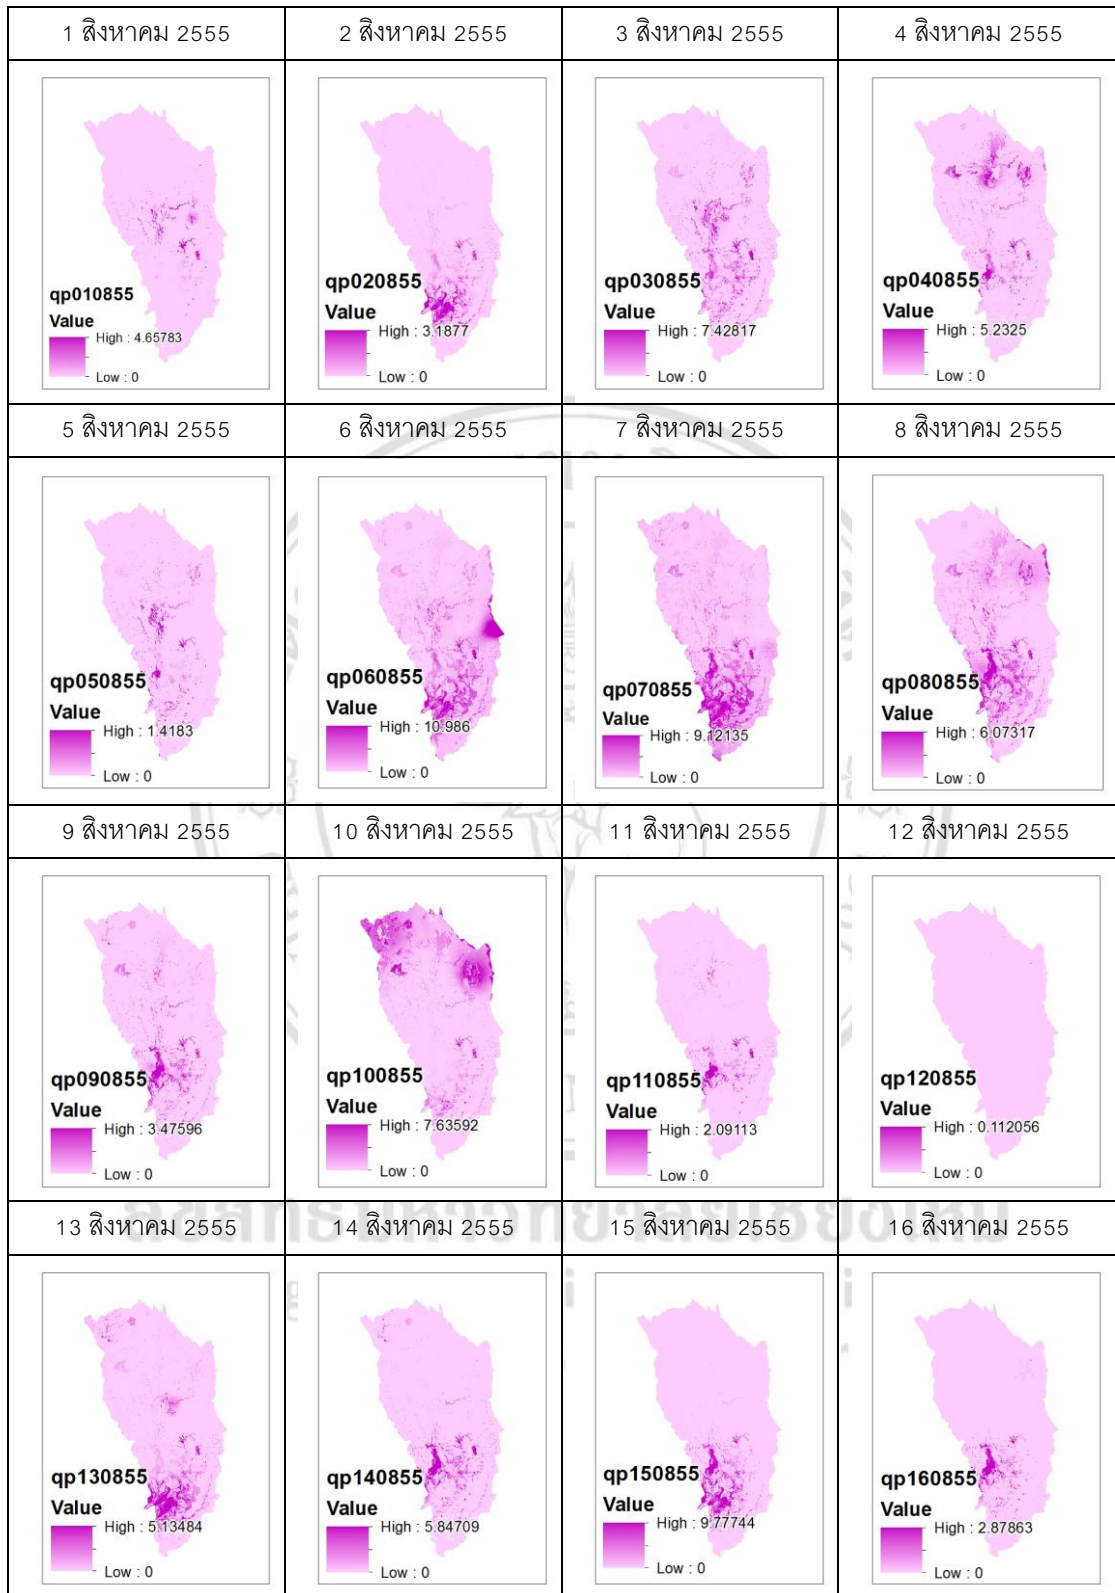 1 สิงหาคม 2555
2 สิงหาคม 2555
3 สิงหาคม 2555
4 สิงหาคม 2555
qp010855
Value
High : 4.65783
Low : 0
qp020855
Value
High : 3.1877
Low : 0
qp030855
Value
High : 7.42817
Low : 0
qp040855
Value
High : 5.2325
Low : 0
5 สิงหาคม 2555
6 สิงหาคม 2555
7 สิงหาคม 2555
8 สิงหาคม 2555
qp050855
Value
High : 1.4183
Low : 0
qp060855
Value
High : 10.986
Low : 0
qp070855
Value
High : 9.12135
Low : 0
qp080855
Value
High : 6.07317
Low : 0
9 สิงหาคม 2555
10 สิงหาคม 2555
11 สิงหาคม 2555
12 สิงหาคม 2555
qp090855
Value
High : 3.47596
Low : 0
qp100855
Value
High : 7.63592
Low : 0
qp110855
Value
High : 2.09113
Low : 0
qp120855
Value
High : 0.112056
Low : 0
13 สิงหาคม 2555
14 สิงหาคม 2555
15 สิงหาคม 2555
16 สิงหาคม 2555
qp130855
Value
High : 5.13484
Low : 0
qp140855
Value
High : 5.84709
Low : 0
qp150855
Value
High : 9.77744
Low : 0
qp160855
Value
High : 2.87863
Low : 0